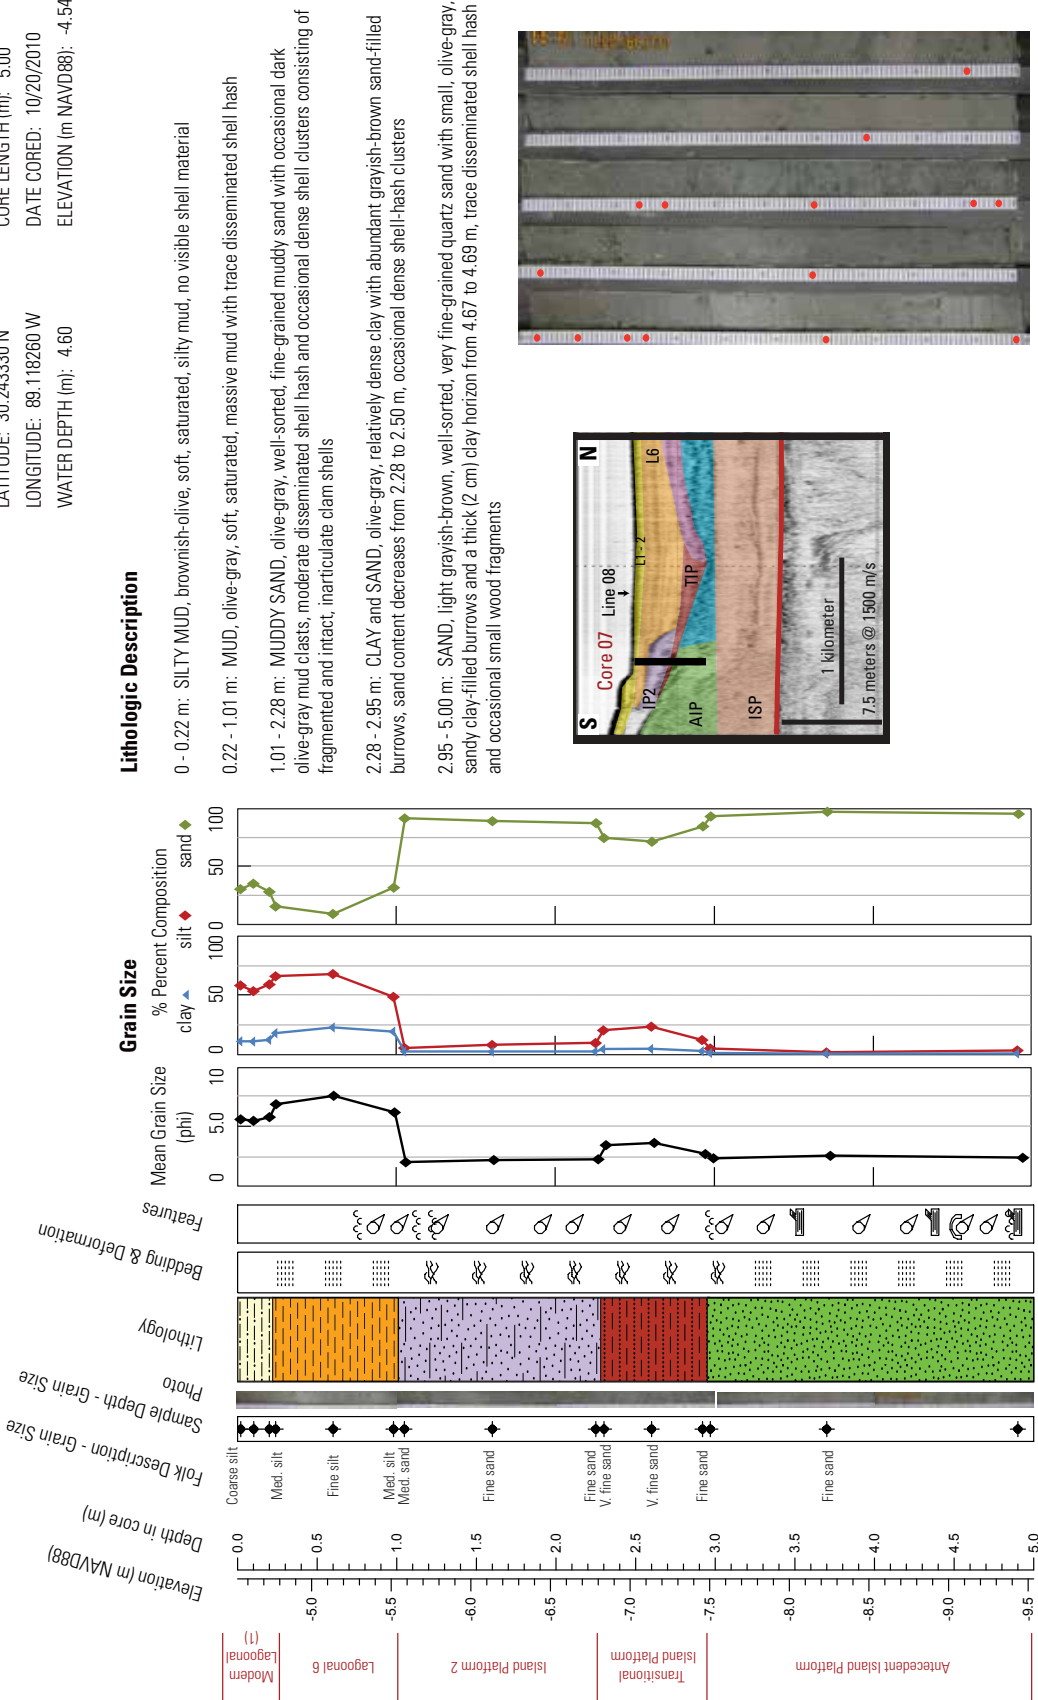 LATITUDE: 30.243330 N
LONGITUDE: 89.118260 W
WATER DEPTH (m): 4.60
CORE LENGTH (m): 5.00
DATE CORED: 10/20/2010
ELEVATION (m NAVD88): -4.54
Lithologic Description
0 - 0.22 m: SILTY MUD, brownish-olive, soft, saturated, silty mud, no visible shell material
0.22 - 1.01 m: MUD, olive-gray, soft, saturated, massive mud with trace disseminated shell hash
1.01 - 2.28 m: MUDDY SAND, olive-gray, well-sorted, fine-grained muddy sand with occasional dark
olive-gray mud clasts, moderate disseminated shell hash and occasional dense shell clusters consisting of
fragmented and intact, inarticulate clam shells
2.28 - 2.95 m: CLAY and SAND, olive-gray, relatively dense clay with abundant grayish-brown sand-filled
burrows, sand content decreases from 2.28 to 2.50 m, occasional dense shell-hash clusters
2.95 - 5.00 m: SAND, light grayish-brown, well-sorted, very fine-grained quartz sand with small, olive-gray,
sandy clay-filled burrows and a thick (2 cm) clay horizon from 4.67 to 4.69 m, trace disseminated shell hash
and occasional small wood fragments
S
N
Core 07
Line 08
L1 - 2
L6
IP2
TIP
AIP
ISP
1 kilometer
7.5 meters @ 1500 m/s
Grain Size
Mean Grain Size
(phi)
% Percent Composition
clay
silt
sand
0 5.0 10
0 50 100
0 50 100
Elevation (m NAVD88)
Depth in core (m)
Folk Description - Grain Size
Sample Depth - Grain Size
Photo
Lithology
Bedding & Deformation
Features
Coarse silt
Med. silt
Fine silt
Med. silt
Med. sand
Fine sand
Fine sand
V. fine sand
V. fine sand
Fine sand
Fine sand
0.0
0.5
1.0
1.5
2.0
2.5
3.0
3.5
4.0
4.5
5.0
-5.0
-5.5
-6.0
-6.5
-7.0
-7.5
-8.0
-8.5
-9.0
-9.5
Modern
Lagoonal
(1)
Lagoonal 6
Island Platform 2
Transitional
Island Platform
Antecedent Island Platform